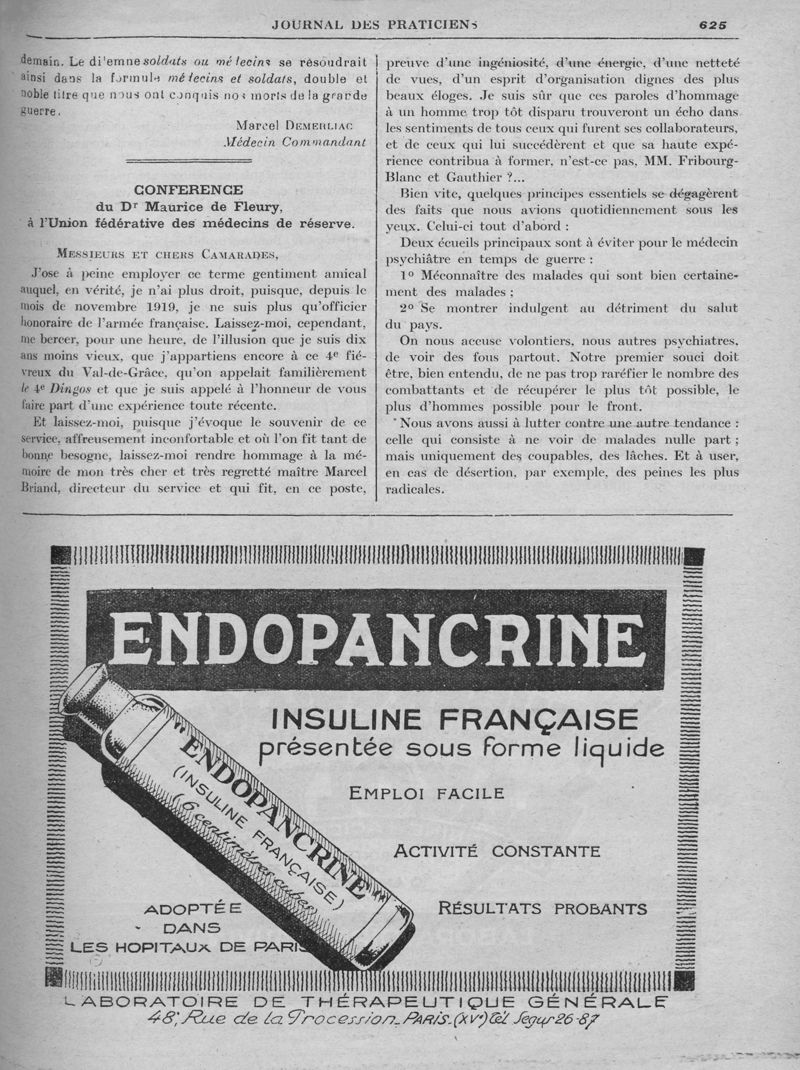 JOURNAL DES PRATICIENS
625
demain. Le dilemne soldats ou médecins se résoudrait
ainsi dans la formule médecins et soldats, double et
noble titre que nous ont conquis nos morts de la grande
guerre.
Marcel DEMERLIAC
Médecin Commandant
CONFERENCE
du Dr Maurice de Fleury,
à l'Union fédérative des médecins de réserve.
MESSIEURS ET CHERS CAMARADES,
J'ose à peine employer ce terme gentiment amical
auquel, en vérité, je n'ai plus droit, puisque, depuis le
mois de novembre 1919, je ne suis plus qu'officier
honoraire de l'armée française. Laissez-moi, cependant,
me bercer, pour une heure, de l'illusion que je suis dix
ans moins vieux, que j'appartiens encore à ce 4e fié-
vreux du Val-de-Grâce, qu'on appelait familièrement
le 4e Dingos et que je suis appelé à l'honneur de vous
faire part d'une expérience toute récente.
Et laissez-moi, puisque j'évoque le souvenir de ce
service, affreusement inconfortable et où l'on fit tant de
bonne besogne, laissez-moi rendre hommage à la mé-
moire de mon très cher et très regretté maître Marcel
Briand, directeur du service et qui fit, en ce poste,
preuve d'une ingéniosité, d'une énergie, d'une netteté
de vues, d'un esprit d'organisation dignes des plus
beaux éloges. Je suis sûr que ces paroles d'hommage
à un homme trop tôt disparu trouveront un écho dans
les sentiments de tous ceux qui furent ses collaborateurs,
et de ceux qui lui succédèrent et que sa haute expé-
rience contribua à former, n'est-ce pas, MM. Fribourg-
Blanc et Gauthier ?...
Bien vite, quelques principes essentiels se dégagèrent
des faits que nous avions quotidiennement sous les
yeux. Celui-ci tout d'abord :
Deux écueils principaux sont à éviter pour le médecin
psychiâtre en temps de guerre :
1o Méconnaître des malades qui sont bien certaine-
ment des malades ;
2o Se montrer indulgent au détriment du salut
du pays.
On nous accuse volontiers, nous autres psychiatres,
de voir des fous partout. Notre premier souci doit
être, bien entendu, de ne pas trop raréfier le nombre des
combattants et de récupérer le plus tôt possible, le
plus d'hommes possible pour le front.
Nous avons aussi à lutter contre une autre tendance :
celle qui consiste à ne voir de malades nulle part ;
mais uniquement des coupables, des lâches. Et à user,
en cas de désertion, par exemple, des peines les plus
radicales.
ENDOPANCRINE
INSULINE FRANÇAISE
présentée sous forme liquide
EMPLOI FACILE
ACTIVITÉ CONSTANTE
RÉSULTATS PROBANTS
"ENDOPANCRINE"
(INSULINE FRANÇAISE)
(6 centimètres cubes)
ADOPTÉE
DANS
LES HOPITAUX DE PARIS
LABORATOIRE DE THÉRAPEUTIQUE GÉNÉRALE
48, Rue de la Procession_PARIS_(XVe) Tél. Segur 26-87